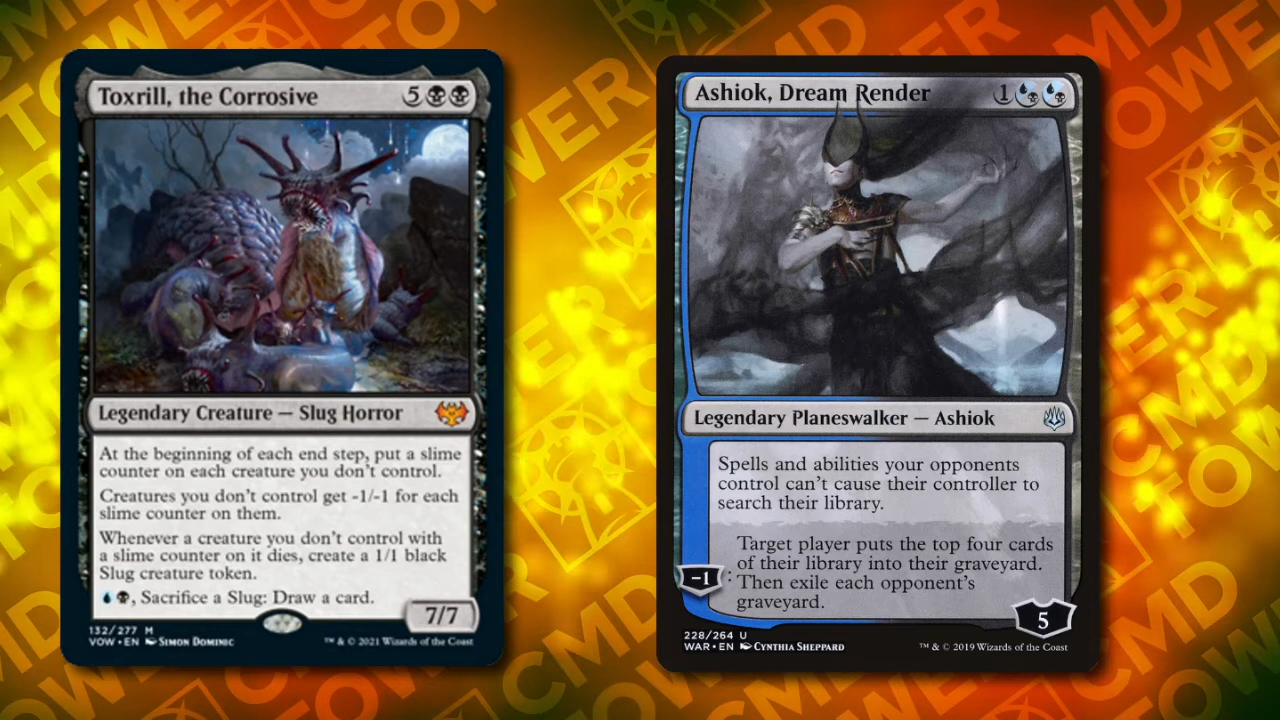 Toxrill, the Corrosive
5
Legendary Creature — Slug Horror
At the beginning of each end step, put a slime
counter on each creature you don't control.
Creatures you don't control get -1/-1 for each
slime counter on them.
Whenever a creature you don't control with
a slime counter on it dies, create a 1/1 black
Slug creature token.
, Sacrifice a Slug: Draw a card.
7/7
132/277 M
VOW • EN Simon Dominic
™ & © 2021 Wizards of the Coast
Ashiok, Dream Render
1
Legendary Planeswalker — Ashiok
Spells and abilities your opponents
control can't cause their controller to
search their library.
-1
: Target player puts the top four cards
of their library into their graveyard.
Then exile each opponent's
graveyard.
5
228/264 U
WAR • EN Cynthia Sheppard
™ & © 2019 Wizards of the Coast
CMD
TOWER